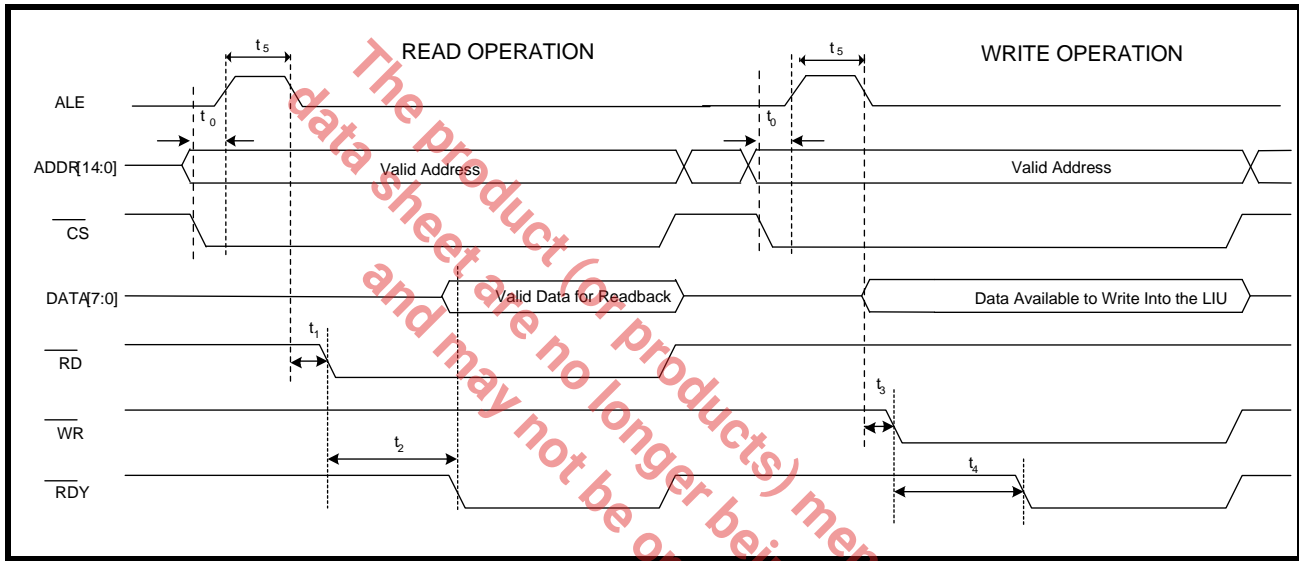 READ OPERATION
WRITE OPERATION
t5
t5
ALE
t0
t0
ADDR[14:0]
Valid Address
Valid Address
CS
DATA[7:0]
Valid Data for Readback
Data Available to Write Into the LIU
t1
RD
t3
WR
t2
t4
RDY
The product (or products) men
data sheet are no longer bein
and may not be or